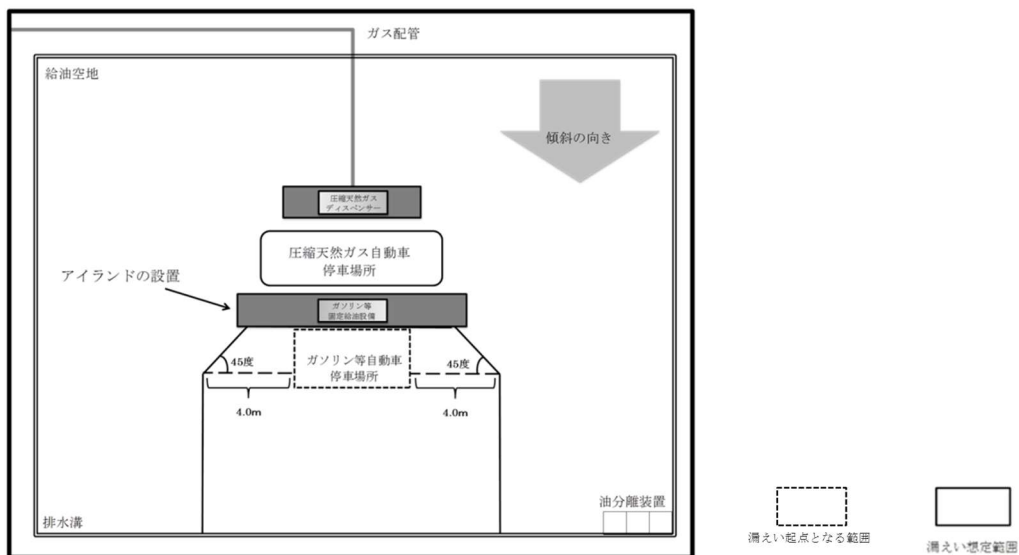 ガス配管
給油空地
傾斜の向き
圧縮天然ガス
ディスペンサー
圧縮天然ガス自動車
停車場所
アイランドの設置
ガソリン等
固定給油設備
45度
ガソリン等自動車
停車場所
45度
4.0m
4.0m
油分離装置
排水溝
漏えい起点となる範囲
漏えい想定範囲